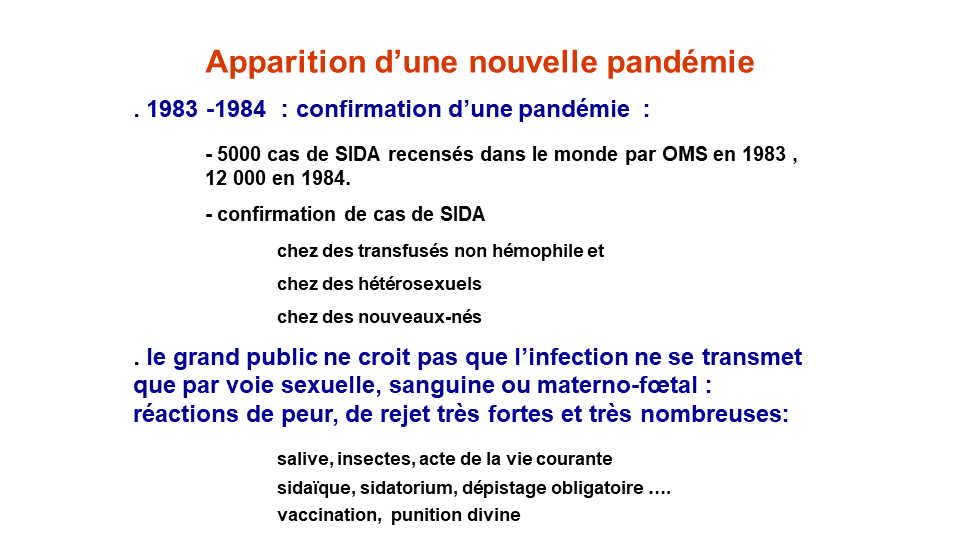 Apparition d’une nouvelle pandémie
. 1983 -1984 : confirmation d’une pandémie :
- 5000 cas de SIDA recensés dans le monde par OMS en 1983 ,
12 000 en 1984.
- confirmation de cas de SIDA
chez des transfusés non hémophile et
chez des hétérosexuels
chez des nouveaux-nés
. le grand public ne croit pas que l’infection ne se transmet
que par voie sexuelle, sanguine ou materno-fœtal :
réactions de peur, de rejet très fortes et très nombreuses:
salive, insectes, acte de la vie courante
sidaïque, sidatorium, dépistage obligatoire ….
vaccination, punition divine